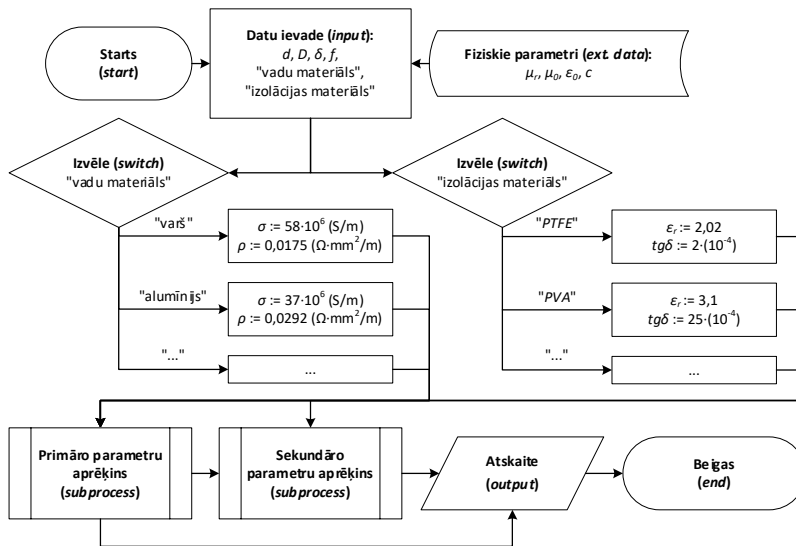 Starts
(start)
Datu ievade (input):
d, D, δ, f,
"vadu materiāls",
"izolācijas materiāls"
Fiziskie parametri (ext. data):
μr, μ0, ε0, c
Izvēle (switch)
"vadu materiāls"
Izvēle (switch)
"izolācijas materiāls"
"varš"
σ := 58·10⁶ (S/m)
ρ := 0,0175 (Ω·mm²/m)
"PTFE"
εr := 2,02
tgδ := 2·(10⁻⁴)
"alumīnijs"
σ := 37·10⁶ (S/m)
ρ := 0,0292 (Ω·mm²/m)
"PVA"
εr := 3,1
tgδ := 25·(10⁻⁴)
"..."
...
"..."
...
Primāro parametru
aprēķins
(subprocess)
Sekundāro
parametru aprēķins
(subprocess)
Atskaite
(output)
Beigas
(end)